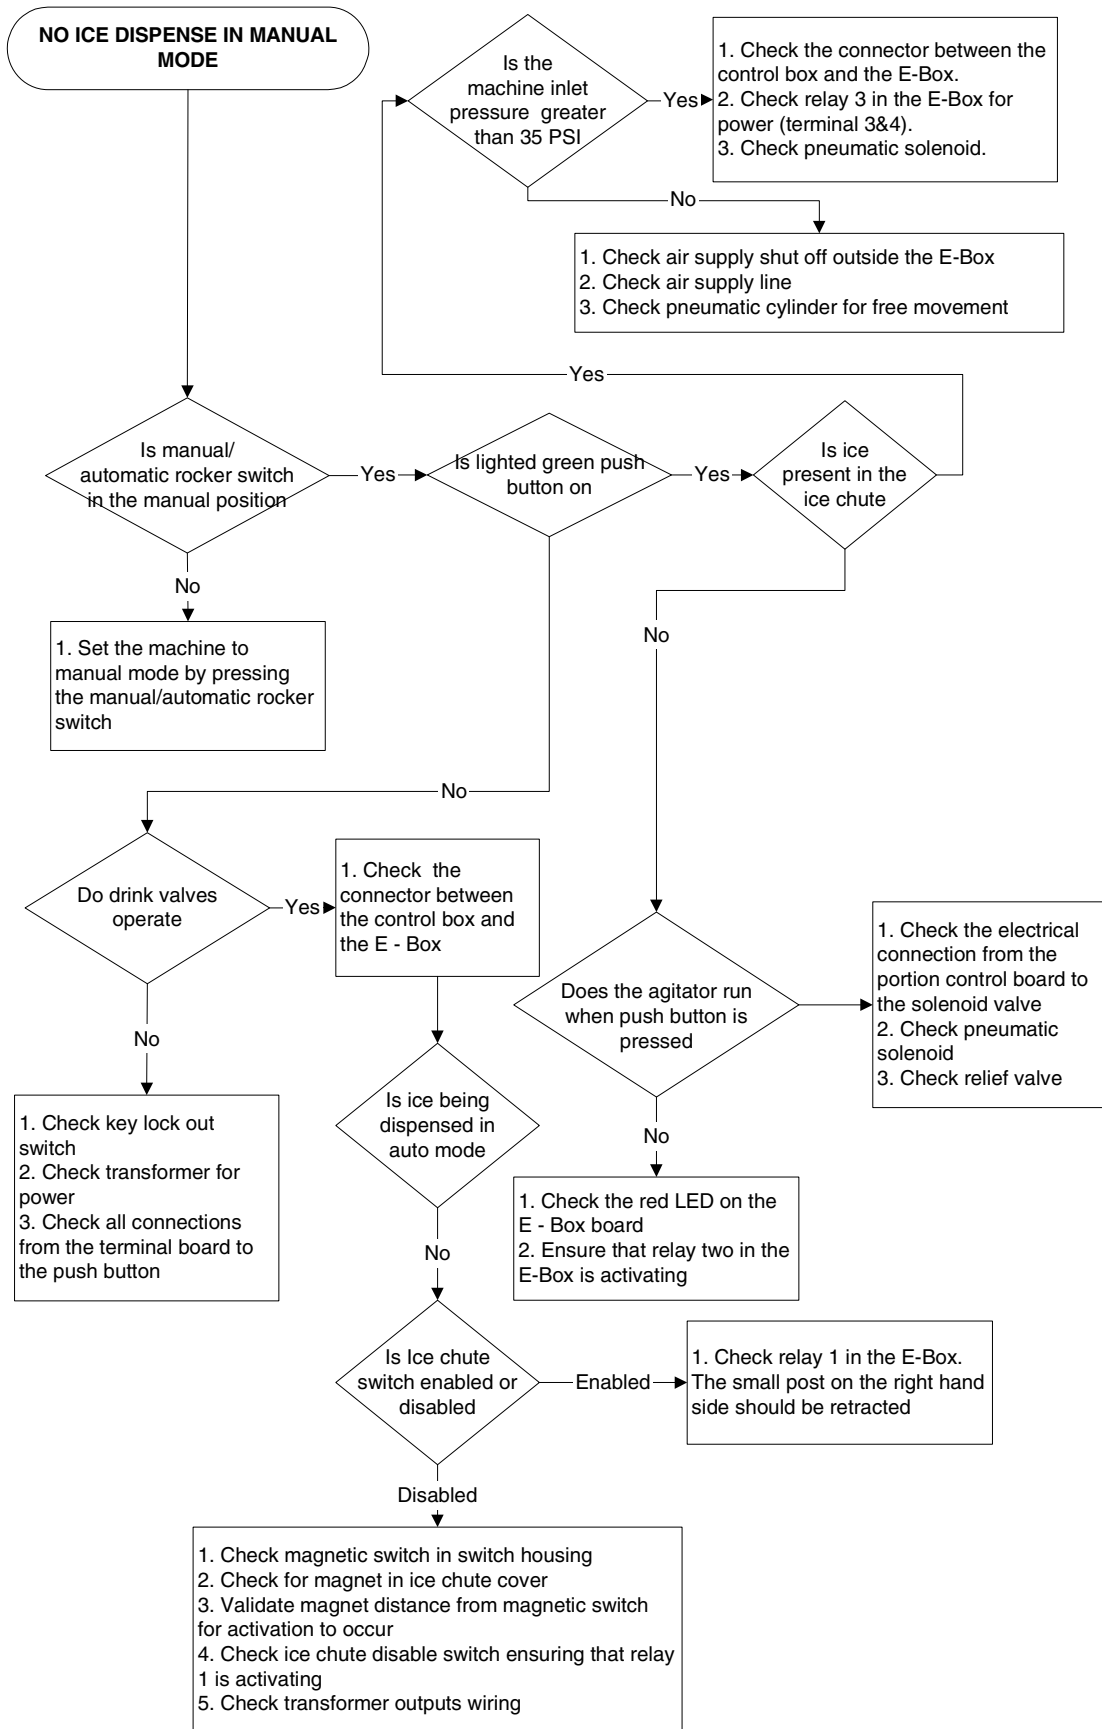 NO ICE DISPENSE IN MANUAL
MODE
Is the
machine inlet
pressure  greater
than 35 PSI
Yes
1. Check the connector between the
control box and the E-Box.
2. Check relay 3 in the E-Box for
power (terminal 3&4).
3. Check pneumatic solenoid.
No
1. Check air supply shut off outside the E-Box
2. Check air supply line
3. Check pneumatic cylinder for free movement
Yes
Is manual/
automatic rocker switch
in the manual position
Yes
Is lighted green push
button on
Yes
Is ice
present in the
ice chute
No
1. Set the machine to
manual mode by pressing
the manual/automatic rocker
switch
No
No
Do drink valves
operate
Yes
1. Check  the
connector between
the control box and
the E - Box
Does the agitator run
when push button is
pressed
1. Check the electrical
connection from the
portion control board to
the solenoid valve
2. Check pneumatic
solenoid
3. Check relief valve
No
1. Check key lock out
switch
2. Check transformer for
power
3. Check all connections
from the terminal board to
the push button
Is ice being
dispensed in
auto mode
No
1. Check the red LED on the
E - Box board
2. Ensure that relay two in the
E-Box is activating
No
Is Ice chute
switch enabled or
disabled
Enabled
1. Check relay 1 in the E-Box.
The small post on the right hand
side should be retracted
Disabled
1. Check magnetic switch in switch housing
2. Check for magnet in ice chute cover
3. Validate magnet distance from magnetic switch
for activation to occur
4. Check ice chute disable switch ensuring that relay
1 is activating
5. Check transformer outputs wiring